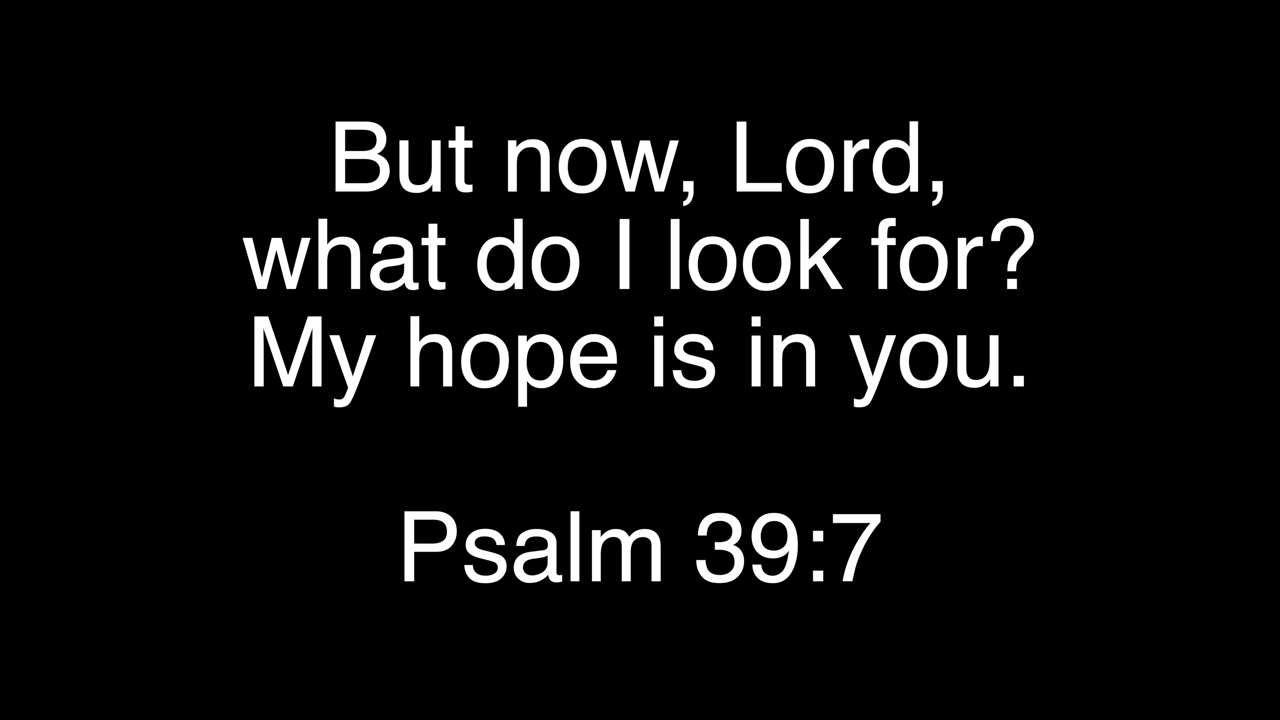 But now, Lord,
what do I look for?
My hope is in you.
Psalm 39:7